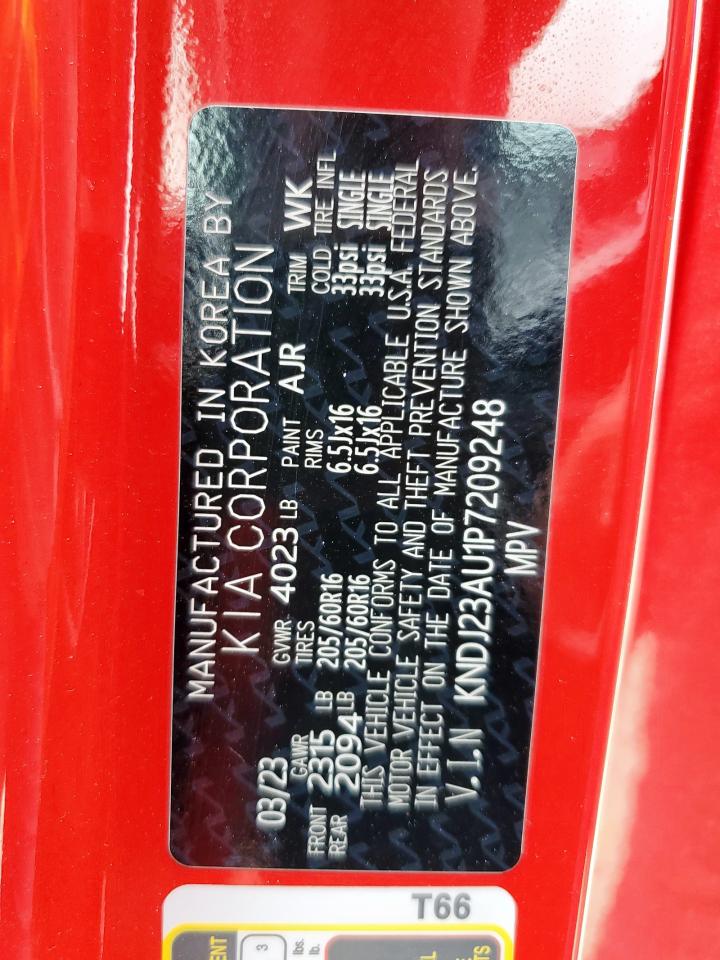 MANUFACTURED IN KOREA BY
KIA CORPORATION
03/23 GVWR 4023 LB PAINT AJR TRIM WK
GAWR TIRES RIMS COLD TIRE INFL
FRONT 2315 LB 205/60R16 6.5Jx16 33psi SINGLE
REAR 2094 LB 205/60R16 6.5Jx16 33psi SINGLE
THIS VEHICLE CONFORMS TO ALL APPLICABLE U.S.A. FEDERAL
MOTOR VEHICLE SAFETY AND THEFT PREVENTION STANDARDS
IN EFFECT ON THE DATE OF MANUFACTURE SHOWN ABOVE.
V.I.N KNDJ23AU1P7209248
MPV
T66
3
lbs.
lb.